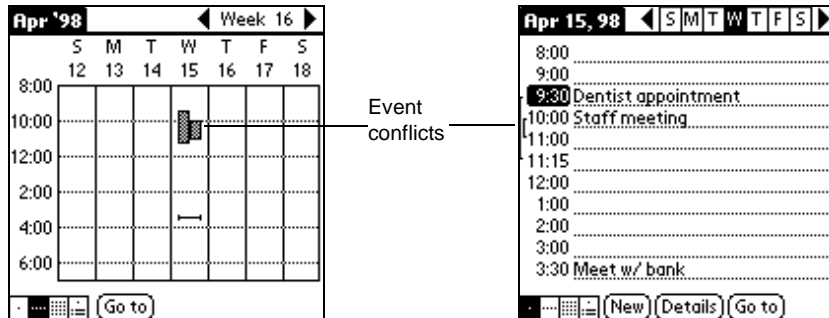 Apr '98 Week 16
S M T W T F S
12 13 14 15 16 17 18
8:00
10:00
12:00
2:00
4:00
6:00
Go to
Event
conflicts
Apr 15, 98 S M T W T F S
8:00
9:00
9:30 Dentist appointment
10:00 Staff meeting
11:00
11:15
12:00
1:00
2:00
3:00
3:30 Meet w/ bank
New Details Go to